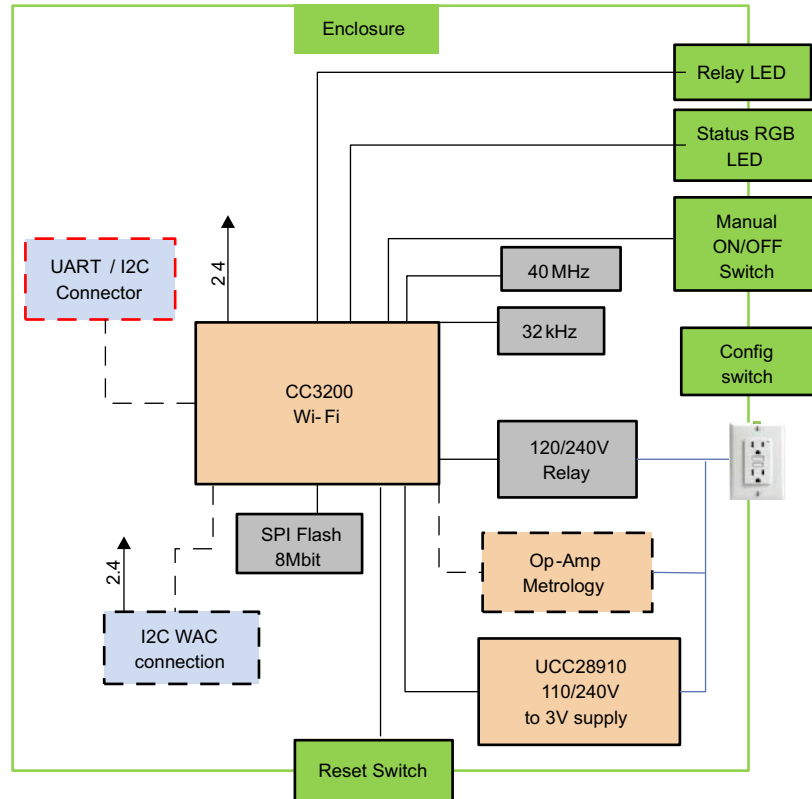 Enclosure
Relay LED
Status RGB
LED
Manual
ON/OFF
Switch
2 4
UART / I2C
Connector
40 MHz
32 kHz
Config
switch
CC3200
Wi-Fi
120/240V
Relay
SPI Flash
8Mbit
Op-Amp
Metrology
2.4
I2C WAC
connection
UCC28910
110/240V
to 3V supply
Reset Switch